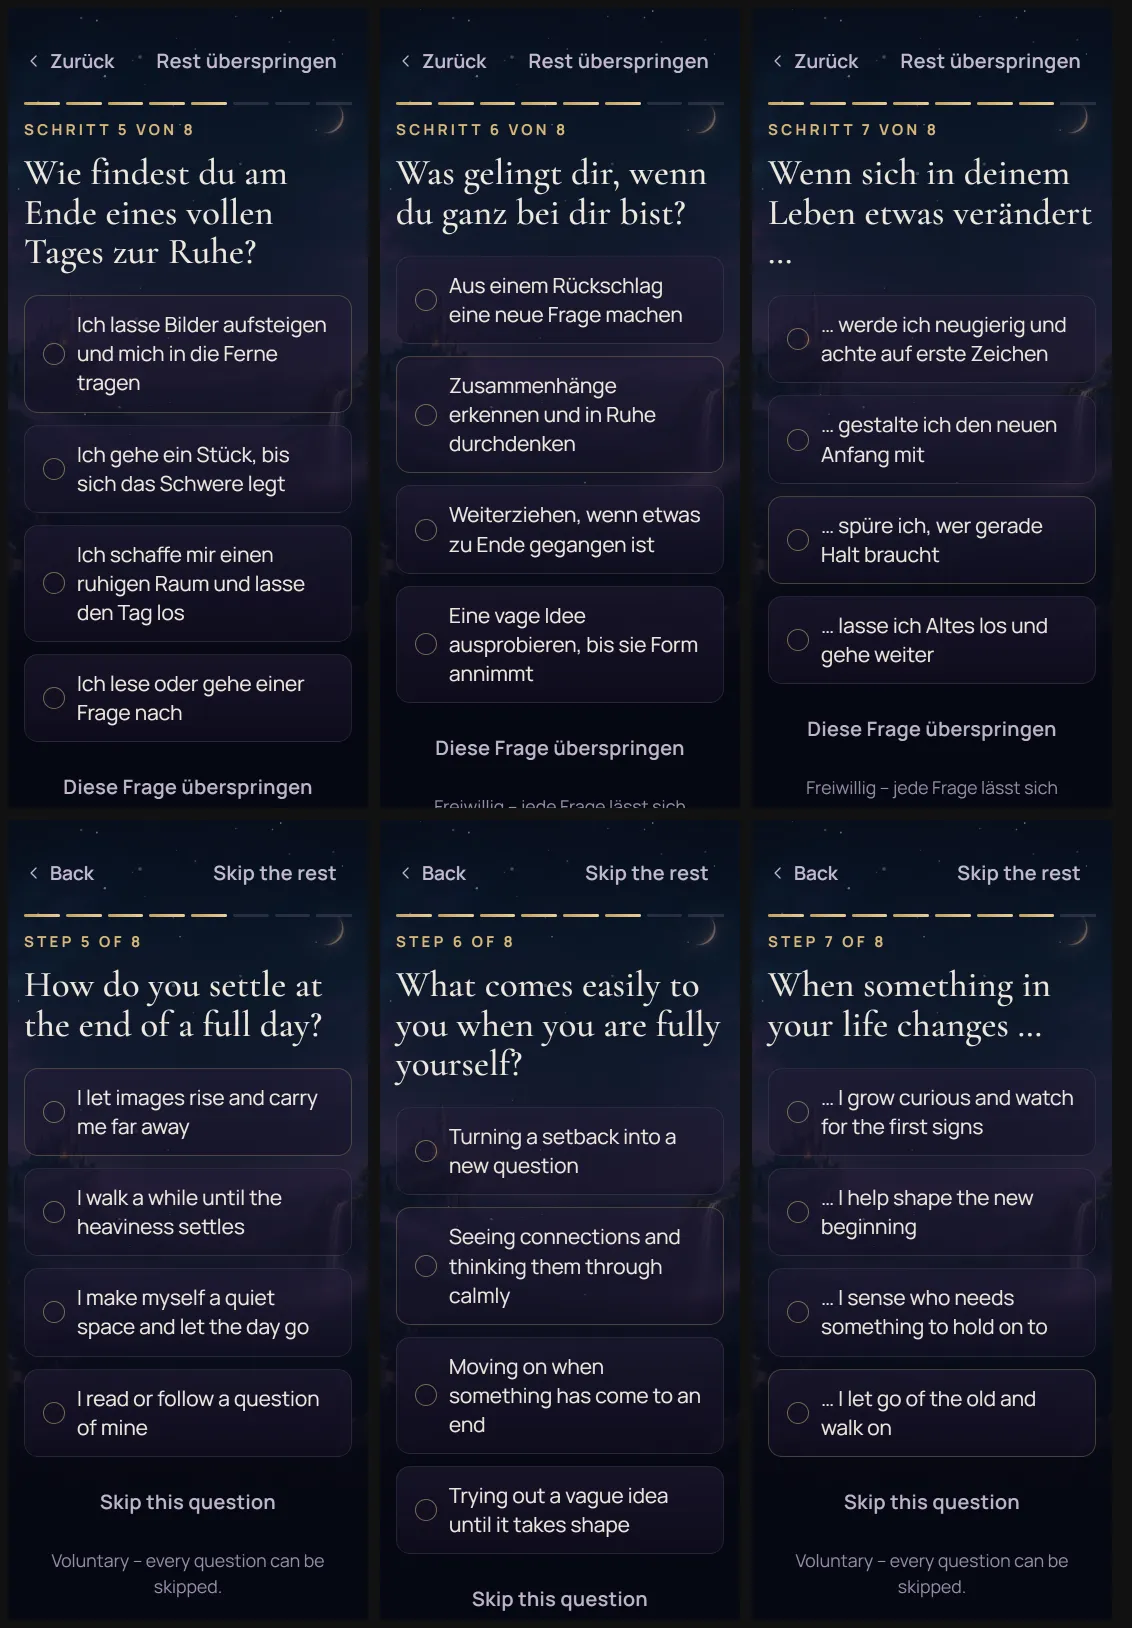 Zurück
Rest überspringen
SCHRITT 5 VON 8
Wie findest du am
Ende eines vollen
Tages zur Ruhe?
Ich lasse Bilder aufsteigen
und mich in die Ferne
tragen
Ich gehe ein Stück, bis
sich das Schwere legt
Ich schaffe mir einen
ruhigen Raum und lasse
den Tag los
Ich lese oder gehe einer
Frage nach
Diese Frage überspringen
Zurück
Rest überspringen
SCHRITT 6 VON 8
Was gelingt dir, wenn
du ganz bei dir bist?
Aus einem Rückschlag
eine neue Frage machen
Zusammenhänge
erkennen und in Ruhe
durchdenken
Weiterziehen, wenn etwas
zu Ende gegangen ist
Eine vage Idee
ausprobieren, bis sie Form
annimmt
Diese Frage überspringen
Freiwillig – jede Frage lässt sich
Zurück
Rest überspringen
SCHRITT 7 VON 8
Wenn sich in deinem
Leben etwas verändert
...
... werde ich neugierig und
achte auf erste Zeichen
... gestalte ich den neuen
Anfang mit
... spüre ich, wer gerade
Halt braucht
... lasse ich Altes los und
gehe weiter
Diese Frage überspringen
Freiwillig – jede Frage lässt sich
Back
Skip the rest
STEP 5 OF 8
How do you settle at
the end of a full day?
I let images rise and carry
me far away
I walk a while until the
heaviness settles
I make myself a quiet
space and let the day go
I read or follow a question
of mine
Skip this question
Voluntary – every question can be
skipped.
Back
Skip the rest
STEP 6 OF 8
What comes easily to
you when you are fully
yourself?
Turning a setback into a
new question
Seeing connections and
thinking them through
calmly
Moving on when
something has come to an
end
Trying out a vague idea
until it takes shape
Skip this question
Back
Skip the rest
STEP 7 OF 8
When something in
your life changes ...
... I grow curious and watch
for the first signs
... I help shape the new
beginning
... I sense who needs
something to hold on to
... I let go of the old and
walk on
Skip this question
Voluntary – every question can be
skipped.